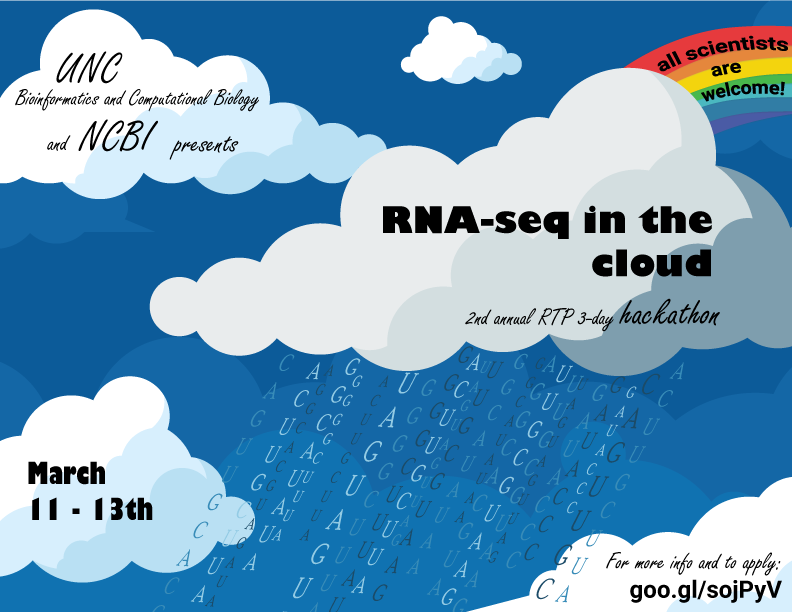 UNC
Bioinformatics and Computational Biology
and NCBI presents
all scientists
are
welcome!
RNA-seq in the
cloud
2nd annual RTP 3-day hackathon
March
11 - 13th
For more info and to apply:
goo.gl/sojPyV